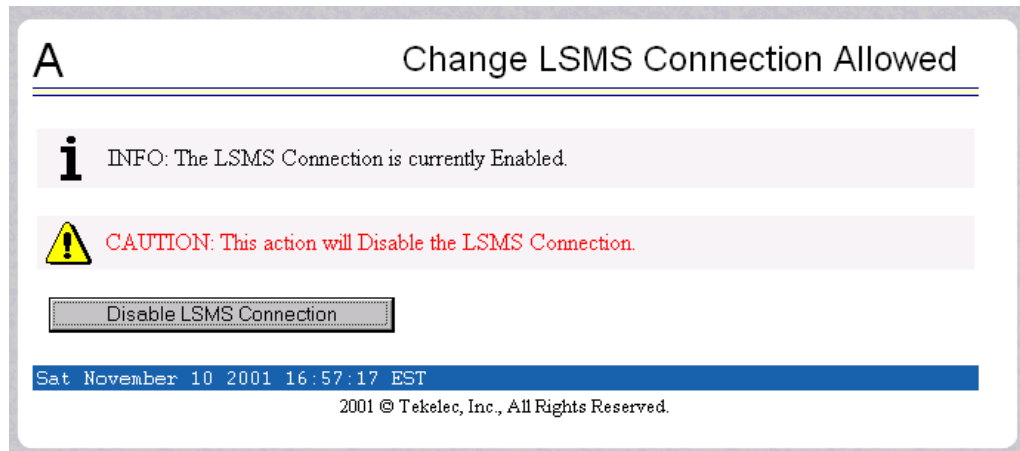 A
Change LSMS Connection Allowed
INFO: The LSMS Connection is currently Enabled.
CAUTION: This action will Disable the LSMS Connection.
Disable LSMS Connection
Sat November 10 2001 16:57:17 EST
2001 © Tekelec, Inc., All Rights Reserved.